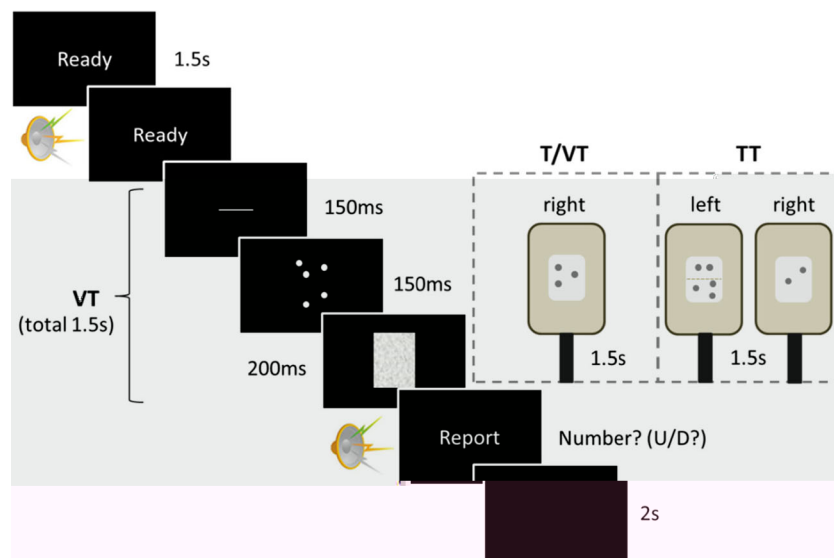 Ready
1.5s
Ready
T/VT
TT
right
left
right
150ms
VT
(total 1.5s)
150ms
200ms
1.5s
1.5s
Report
Number? (U/D?)
2s